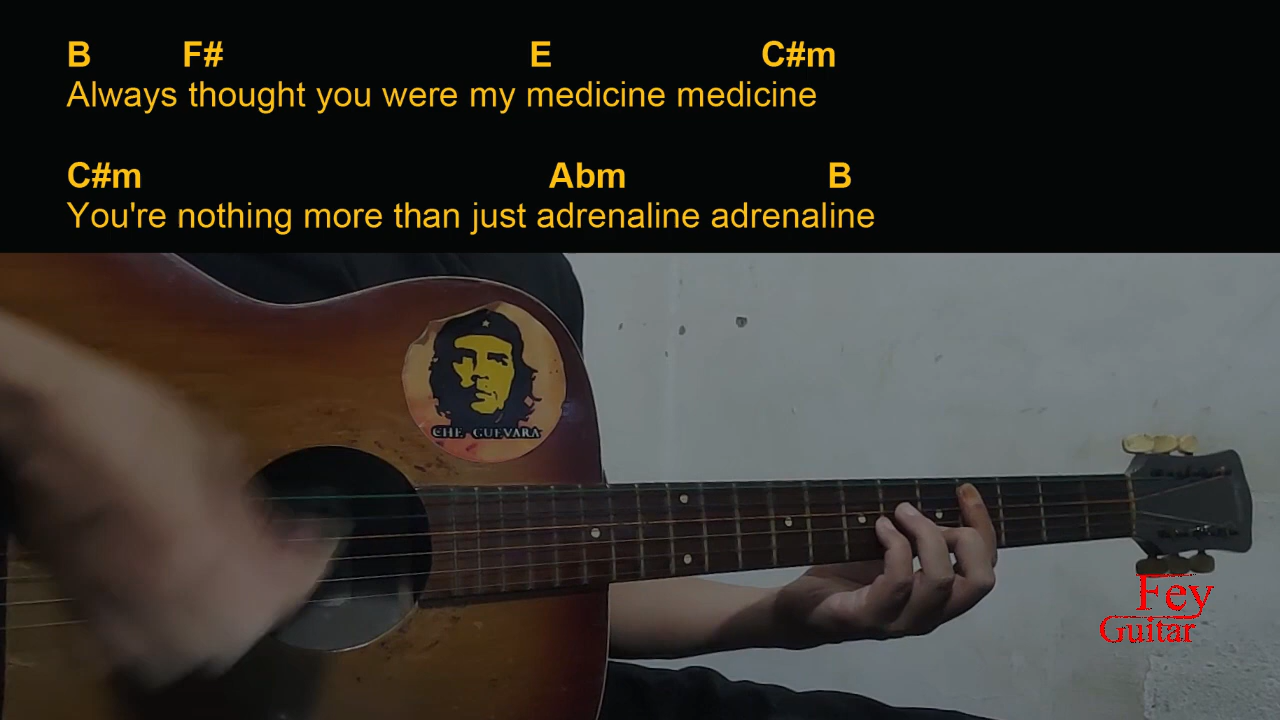 B F# E C#m
Always thought you were my medicine medicine
C#m Abm B
You're nothing more than just adrenaline adrenaline
CHE GUEVARA
Fey
Guitar